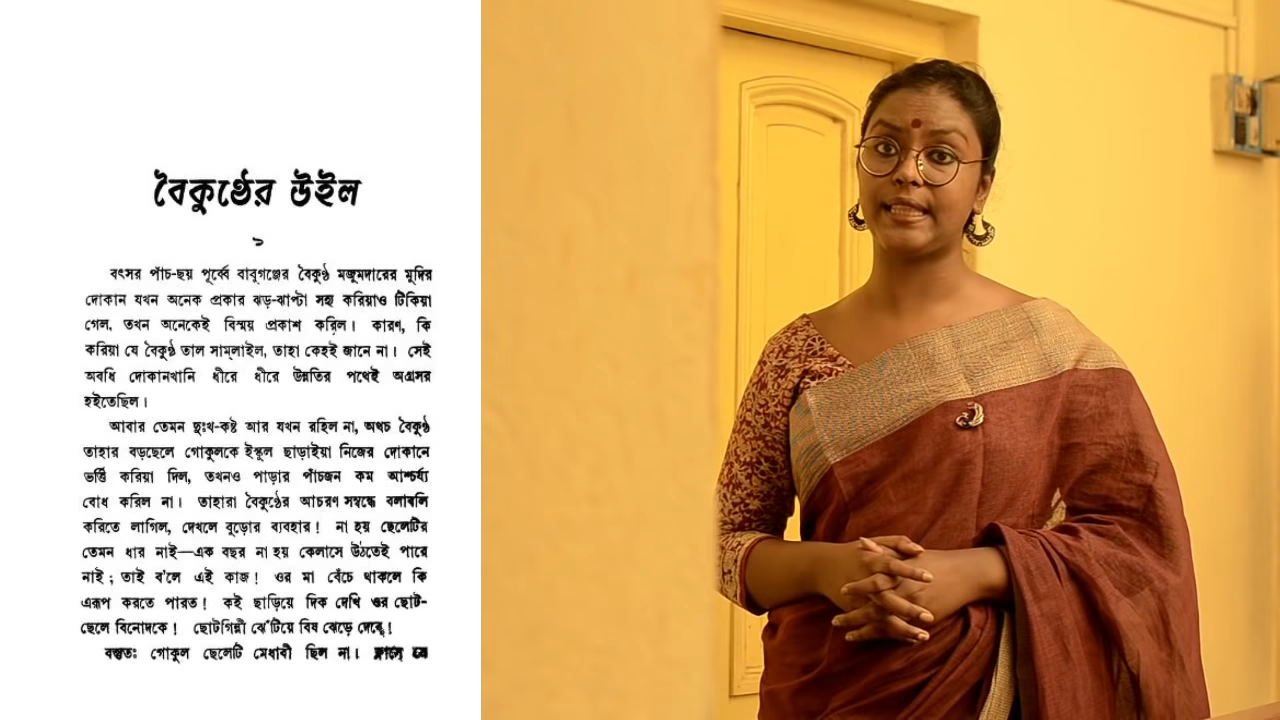 বৈকুণ্ঠের উইল
১
বৎসর পাঁচ-ছয় পূর্ব্বে বাবুগঞ্জের বৈকুণ্ঠ মজুমদারের মুদির
দোকান যখন অনেক প্রকার ঝড়-ঝাপ্টা সহ্য করিয়াও টিকিয়া
গেল, তখন অনেকেই বিস্ময় প্রকাশ করিল। কারণ, কি
করিয়া যে বৈকুণ্ঠ তাল সাম্‌লাইল, তাহা কেহই জানে না। সেই
অবধি দোকানখানি ধীরে ধীরে উন্নতির পথেই অগ্রসর
হইতেছিল।
আবার তেমন দুঃখ-কষ্ট আর যখন রহিল না, অথচ বৈকুণ্ঠ
তাহার বড়ছেলে গোকুলকে ইস্কুল ছাড়াইয়া নিজের দোকানে
ভর্ত্তি করিয়া দিল, তখনও পাড়ার পাঁচজন কম আশ্চর্য্য
বোধ করিল না। তাহারা বৈকুণ্ঠের আচরণ সম্বন্ধে বলাবলি
করিতে লাগিল, দেখলে বুড়োর ব্যবহার! না হয় ছেলেটির
তেমন ধার নাই—এক বছর না হয় কেলাসে উঠতেই পারে
নাই; তাই ব'লে এই কাজ! ওর মা বেঁচে থাকলে কি
এরূপ করতে পারত! কই ছাড়িয়ে দিক দেখি ওর ছোট-
ছেলে বিনোদকে! ছোটগিন্নী ঝেঁটিয়ে বিষ ঝেড়ে দেবে!
বস্তুতঃ গোকুল ছেলেটি মেধাবী ছিল না।